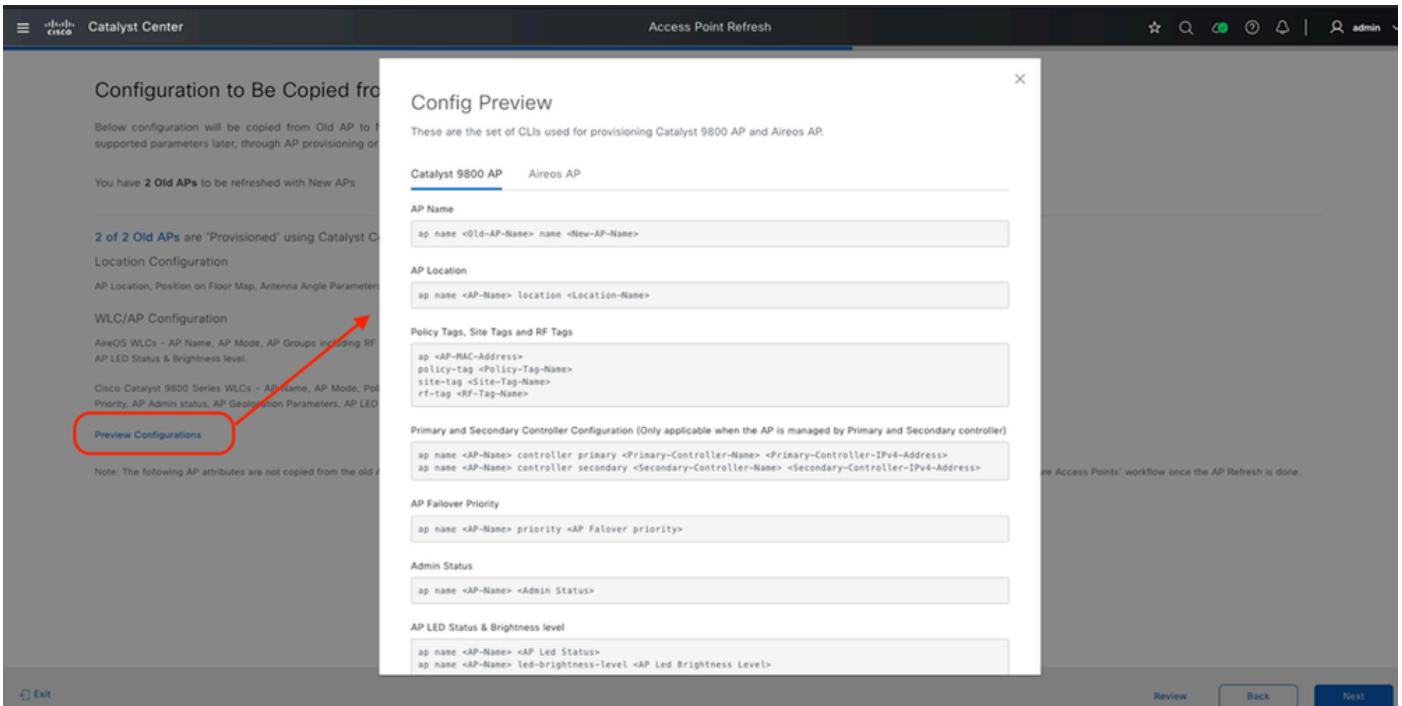 cisco Catalyst Center
Access Point Refresh
admin
Configuration to Be Copied fro
Below configuration will be copied from Old AP to
supported parameters later, through AP provisioning or
You have 2 Old APs to be refreshed with New APs
2 of 2 Old APs are 'Provisioned' using Catalyst C
Location Configuration
AP Location, Position on Floor Map, Antenna Angle Parameter
WLC/AP Configuration
AireOS WLCs - AP Name, AP Mode, AP Groups including RF
AP LED Status & Brightness level.
Cisco Catalyst 9800 Series WLCs - AP Name, AP Mode, Pol
Priority, AP Admin status, AP Geolocation Parameters, AP LED
Preview Configurations
Note: The following AP attributes are not copied from the old A
re Access Points' workflow once the AP Refresh is done.
Config Preview
These are the set of CLIs used for provisioning Catalyst 9800 AP and Aireos AP.
Catalyst 9800 AP
Aireos AP
AP Name
ap name <Old-AP-Name> name <New-AP-Name>
AP Location
ap name <AP-Name> location <Location-Name>
Policy Tags, Site Tags and RF Tags
ap <AP-MAC-Address>
policy-tag <Policy-Tag-Name>
site-tag <Site-Tag-Name>
rf-tag <RF-Tag-Name>
Primary and Secondary Controller Configuration (Only applicable when the AP is managed by Primary and Secondary controller)
ap name <AP-Name> controller primary <Primary-Controller-Name> <Primary-Controller-IPv4-Address>
ap name <AP-Name> controller secondary <Secondary-Controller-Name> <Secondary-Controller-IPv4-Address>
AP Failover Priority
ap name <AP-Name> priority <AP Falover priority>
Admin Status
ap name <AP-Name> <Admin Status>
AP LED Status & Brightness level
ap name <AP-Name> <AP Led Status>
ap name <AP-Name> led-brightness-level <AP Led Brightness Level>
Exit
Review
Back
Next